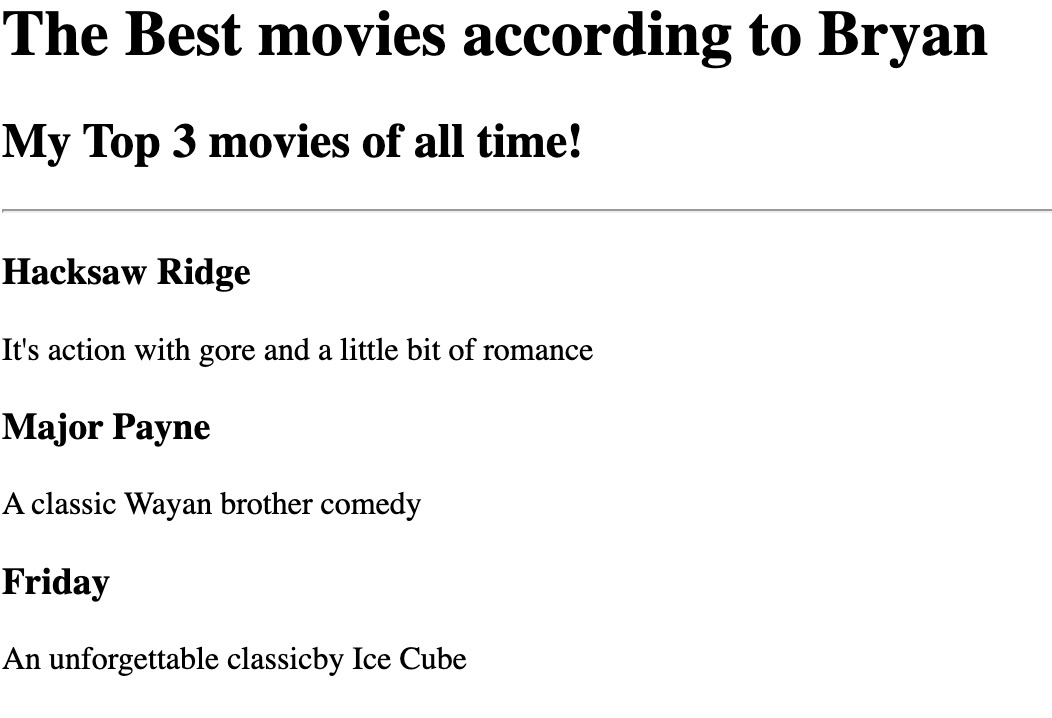 The Best movies according to Bryan
My Top 3 movies of all time!
Hacksaw Ridge
It's action with gore and a little bit of romance
Major Payne
A classic Wayan brother comedy
Friday
An unforgettable classicby Ice Cube